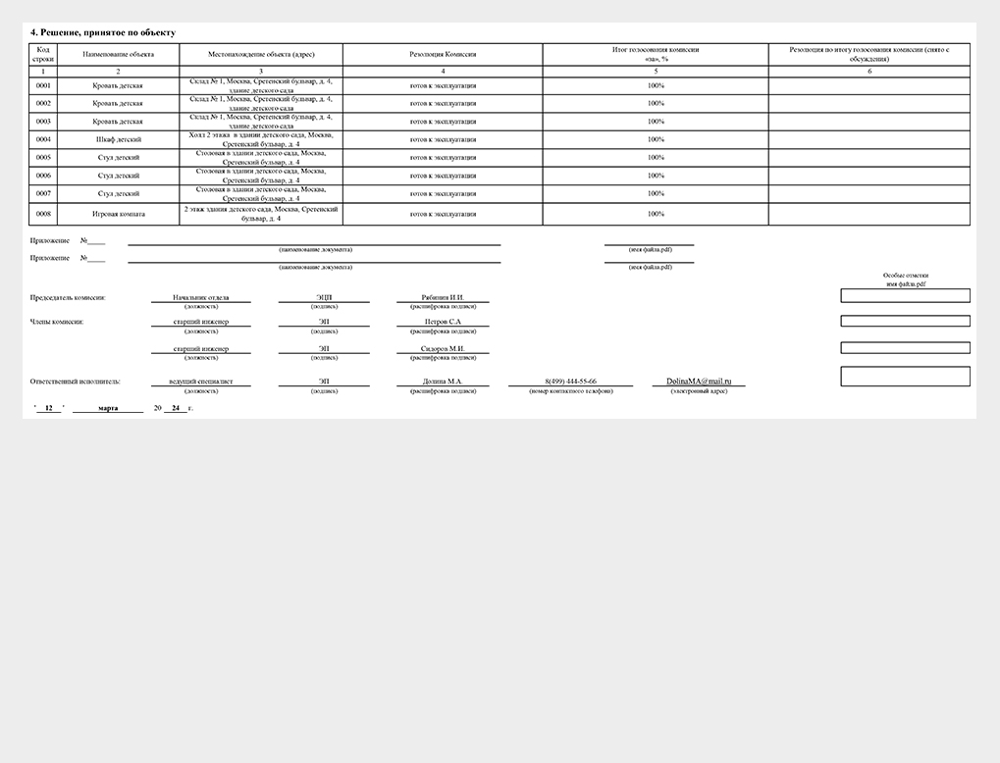 4. Решение, принятое по объекту
Код строки | Наименование объекта | Местонахождение объекта (адрес) | Резолюция Комиссии | Итог голосования комиссии «за», % | Резолюция по итогу голосования комиссии (снято с обсуждения)
1 | 2 | 3 | 4 | 5 | 6
0001 | Кровать детская | Склад № 1, Москва, Сретенский бульвар, д. 4, здание детского сада | готов к эксплуатации | 100%
0002 | Кровать детская | Склад № 1, Москва, Сретенский бульвар, д. 4, здание детского сада | готов к эксплуатации | 100%
0003 | Кровать детская | Склад № 1, Москва, Сретенский бульвар, д. 4, здание детского сада | готов к эксплуатации | 100%
0004 | Шкаф детский | Холл 2 этажа в здании детского сада, Москва, Сретенский бульвар, д. 4 | готов к эксплуатации | 100%
0005 | Стул детский | Столовая в здании детского сада, Москва, Сретенский бульвар, д. 4 | готов к эксплуатации | 100%
0006 | Стул детский | Столовая в здании детского сада, Москва, Сретенский бульвар, д. 4 | готов к эксплуатации | 100%
0007 | Стул детский | Столовая в здании детского сада, Москва, Сретенский бульвар, д. 4 | готов к эксплуатации | 100%
0008 | Игровая комната | 2 этаж здания детского сада, Москва, Сретенский бульвар, д. 4 | готов к эксплуатации | 100%
Приложение №_____
(наименование документа) (имя файла.pdf)
Приложение №_____
(наименование документа) (имя файла.pdf)
Особые отметки
имя файла.pdf
Председатель комиссии: Начальник отдела ЭЦП Рябинин И.И.
(должность) (подпись) (расшифровка подписи)
Члены комиссии: старший инженер ЭП Петров С.А
(должность) (подпись) (расшифровка подписи)
старший инженер ЭП Сидоров М.И.
(должность) (подпись) (расшифровка подписи)
Ответственный исполнитель: ведущий специалист ЭП Долина М.А. 8(499) 444-55-66 DolinaMA@mail.ru
(должность) (подпись) (расшифровка подписи) (номер контактного телефона) (электронный адрес)
" 12 " марта 20 24 г.